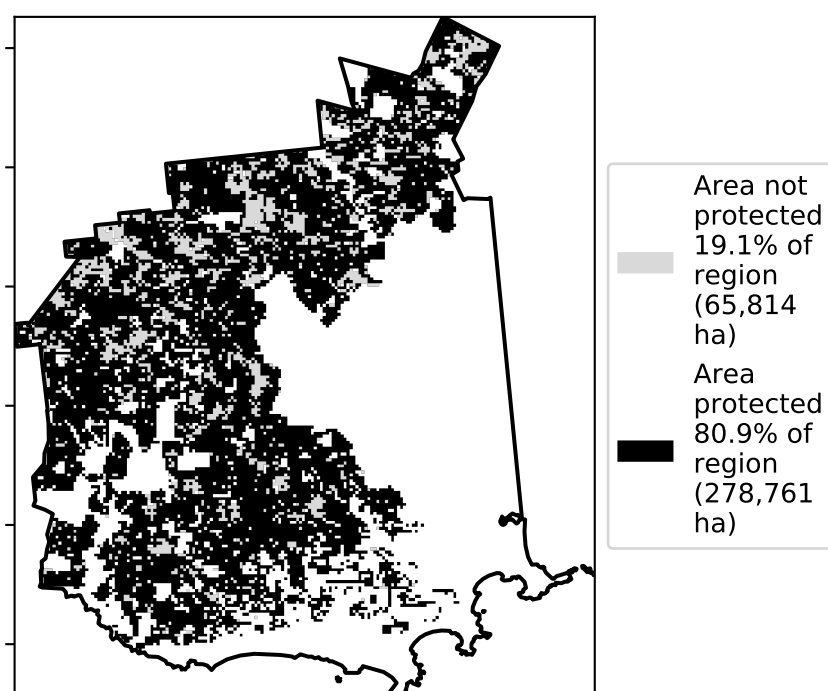 Area not
protected
19.1% of
region
(65,814
ha)
Area
protected
80.9% of
region
(278,761
ha)